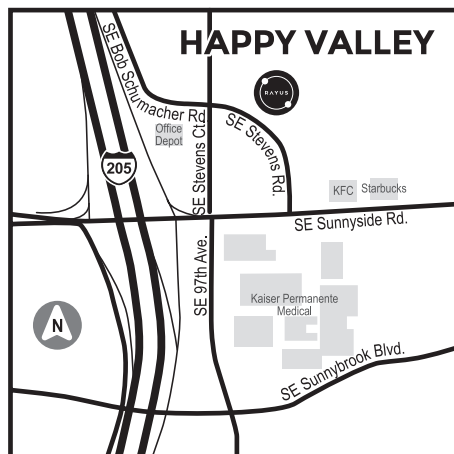 HAPPY VALLEY
SE Bob Schumacher Rd.
RAYUS
Office
Depot
SE Stevens Ctd.
SE Stevens Rd.
205
KFC
Starbucks
SE Sunnyside Rd.
SE 97th Ave.
Kaiser Permanente
Medical
N
SE Sunnybrook Blvd.